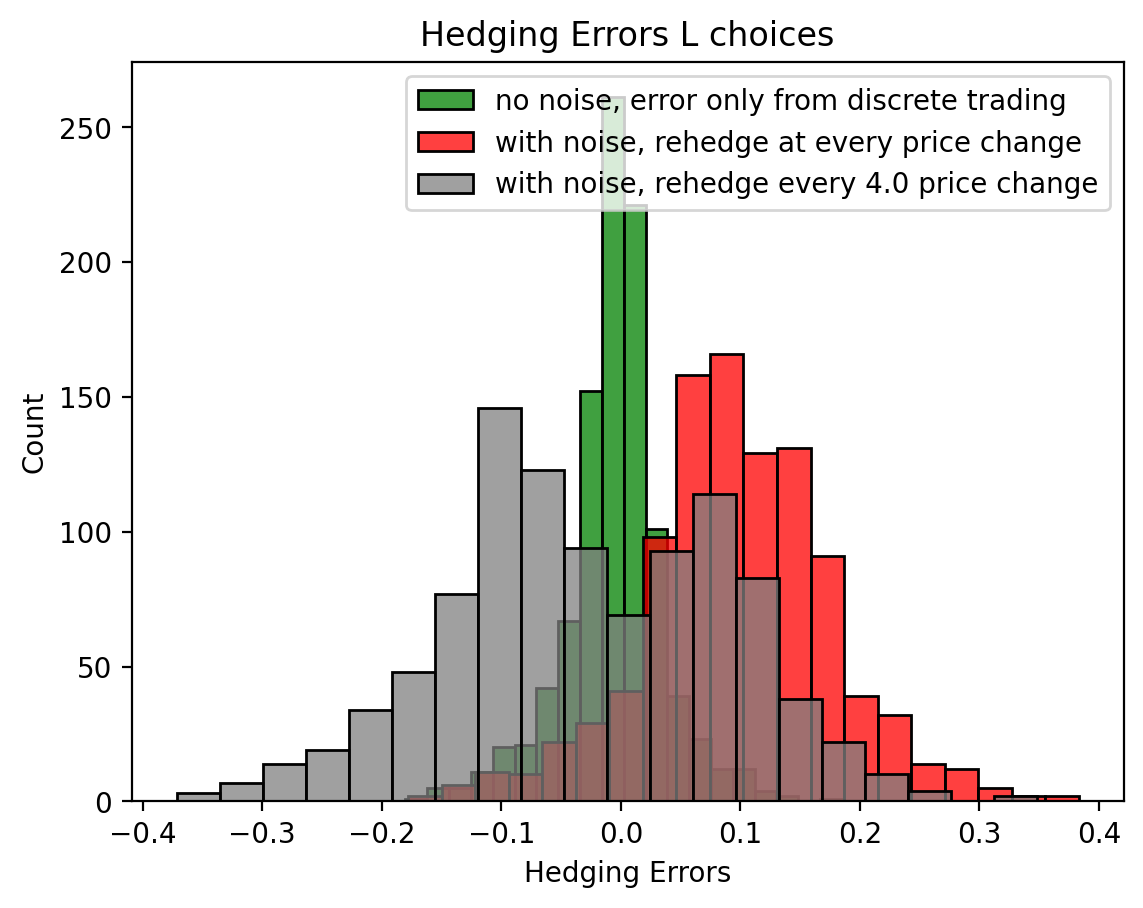 Hedging Errors L choices
no noise, error only from discrete trading
with noise, rehedge at every price change
with noise, rehedge every 4.0 price change
250
200
150
100
50
0
Count
−0.4 −0.3 −0.2 −0.1 0.0 0.1 0.2 0.3 0.4
Hedging Errors